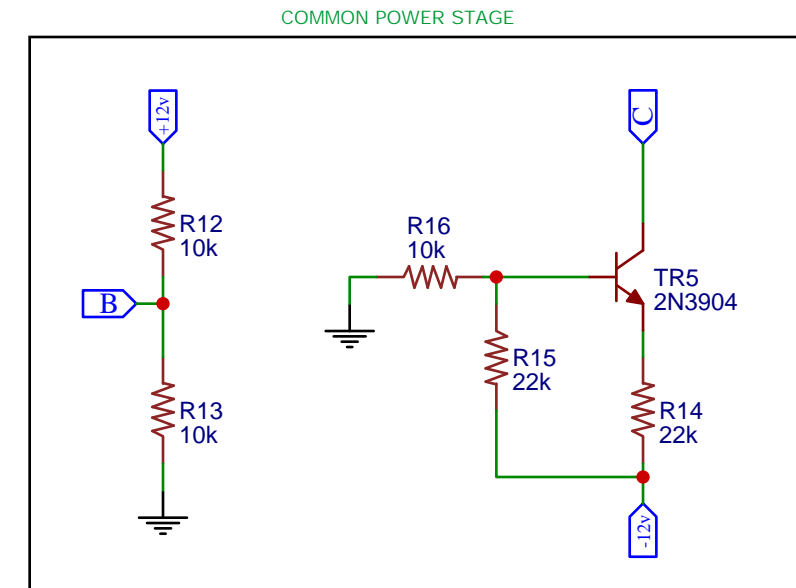 COMMON POWER STAGE
+12v
C
R12
10k
R16
10k
TR5
2N3904
B
R15
22k
R13
10k
R14
22k
-12v